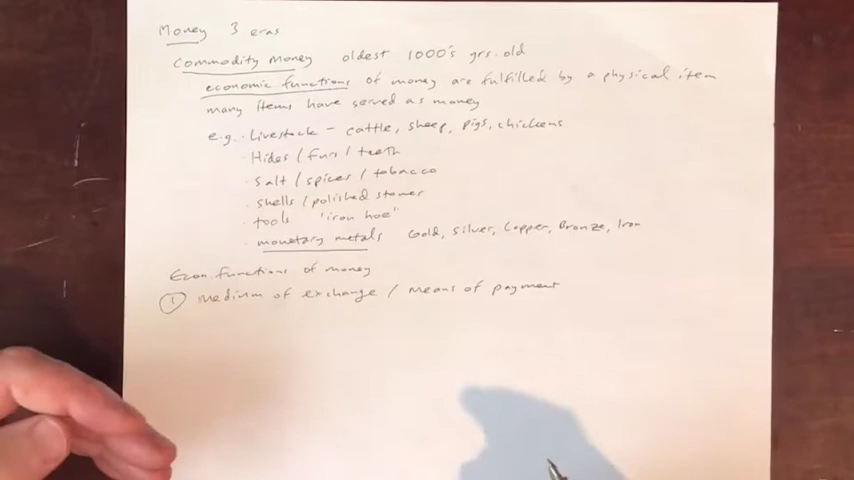 Money 3 eras
Commodity money oldest 1000's yrs. old
economic functions of money are fulfilled by a physical item
many items have served as money
e.g. · Livestock - cattle, sheep, pigs, chickens
· Hides / furs / teeth
· Salt / spices / tobacco
· shells / polished stones
· tools "iron hoe"
· monetary metals Gold, Silver, Copper, Bronze, Iron
Econ. functions of money
① Medium of exchange / Means of payment